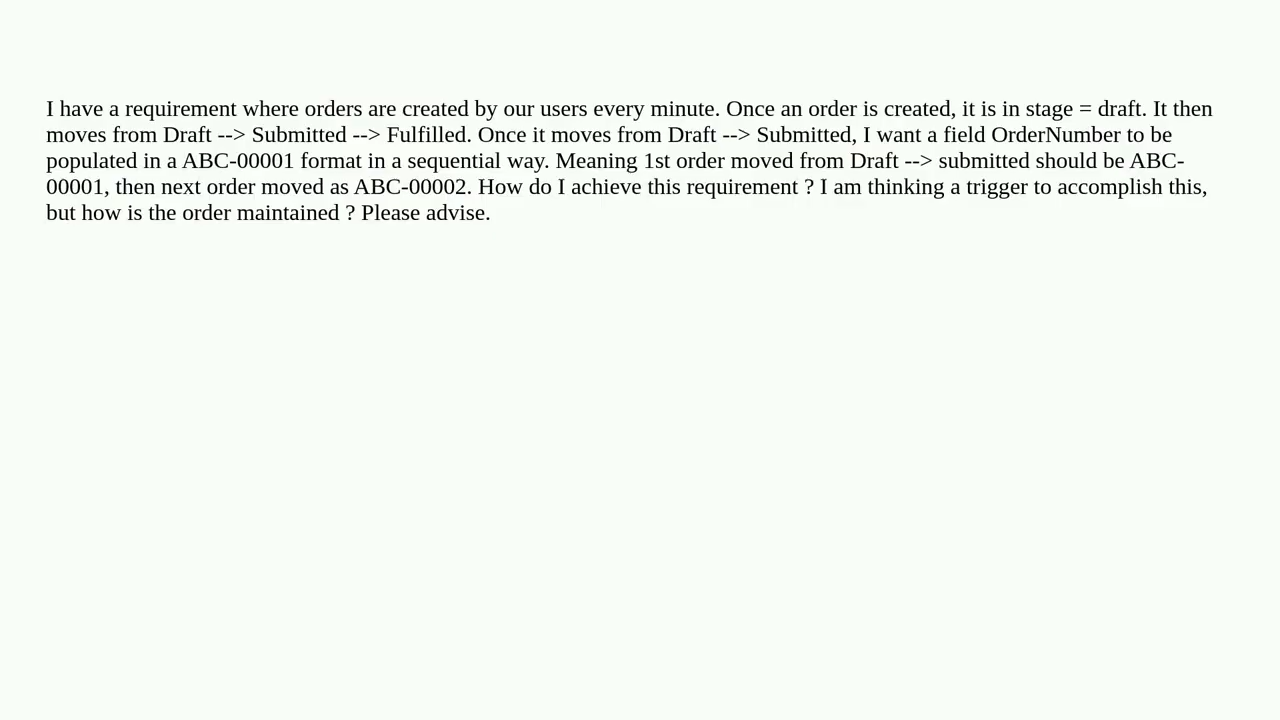 I have a requirement where orders are created by our users every minute. Once an order is created, it is in stage = draft. It then
moves from Draft --> Submitted --> Fulfilled. Once it moves from Draft --> Submitted, I want a field OrderNumber to be
populated in a ABC-00001 format in a sequential way. Meaning 1st order moved from Draft --> submitted should be ABC-
00001, then next order moved as ABC-00002. How do I achieve this requirement ? I am thinking a trigger to accomplish this,
but how is the order maintained ? Please advise.